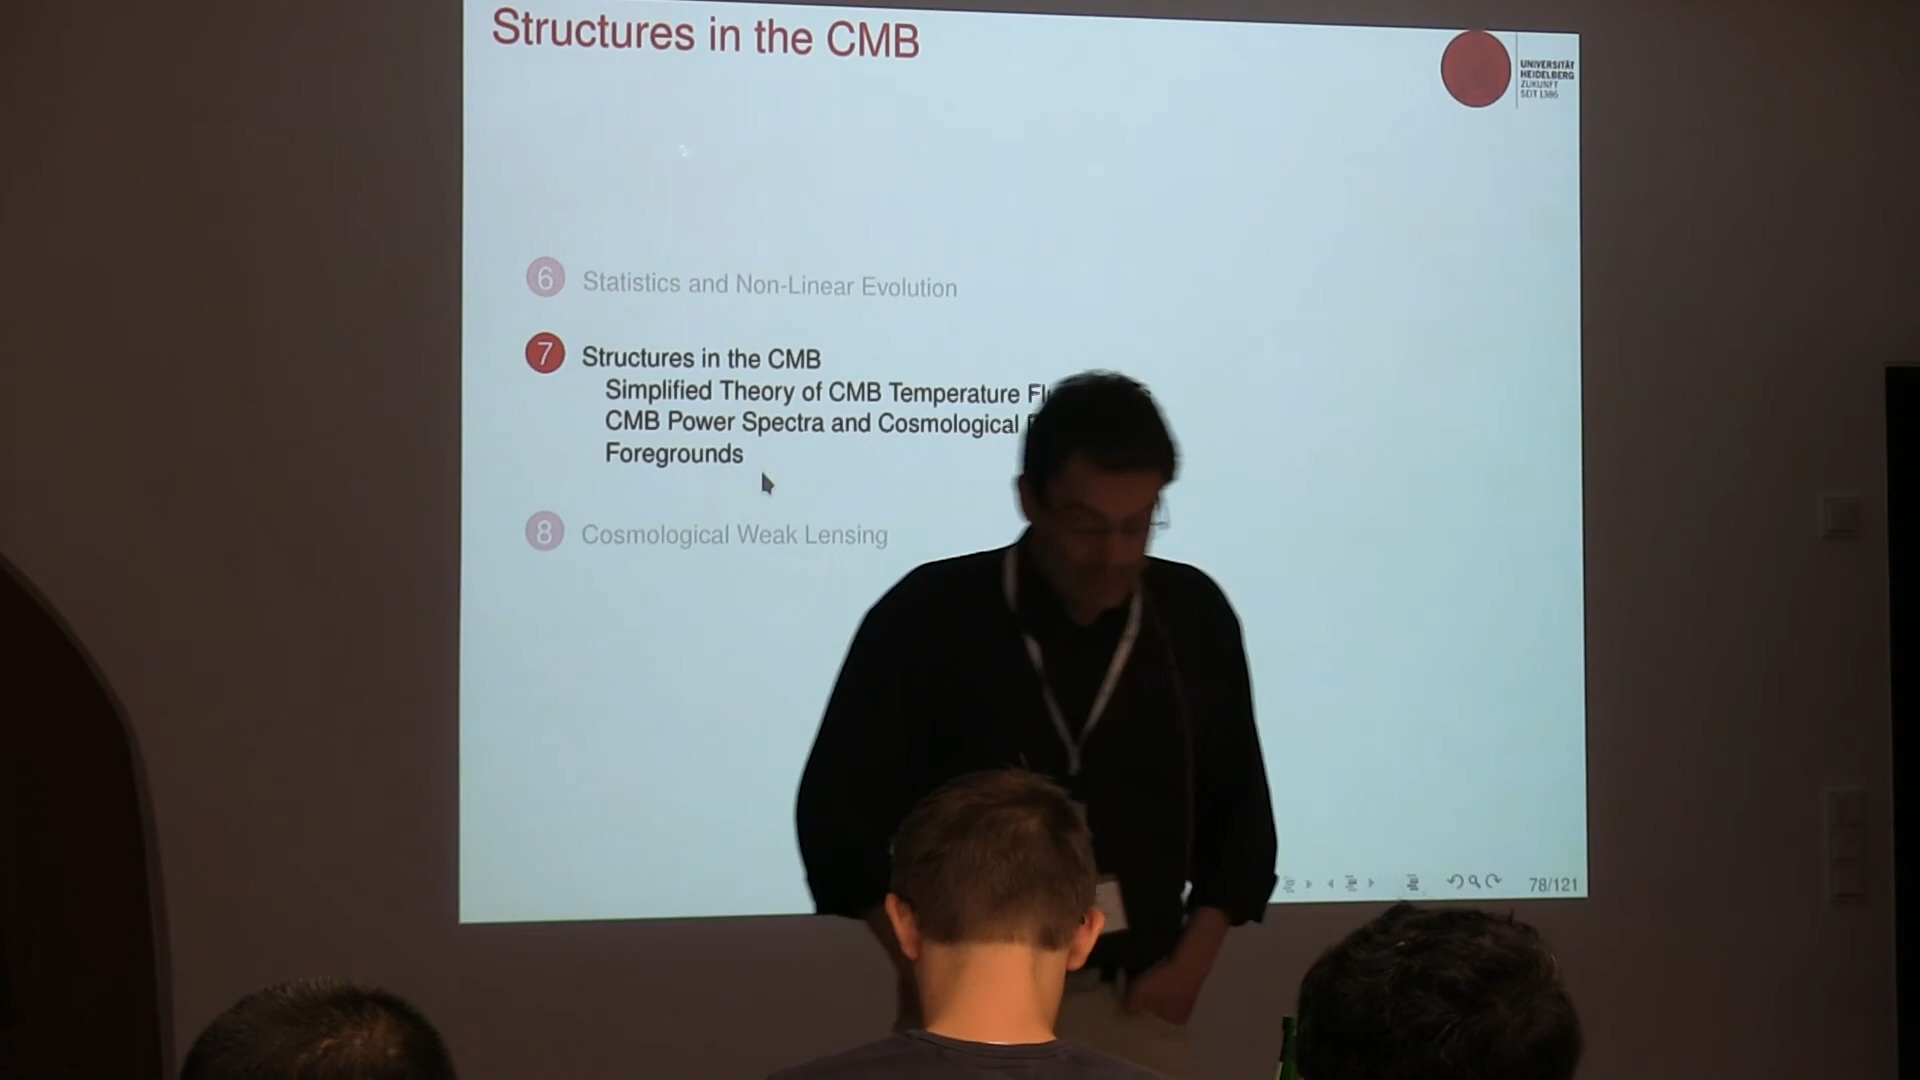 Structures in the CMB
UNIVERSITÄT
HEIDELBERG
ZUKUNFT
SEIT 1386
6 Statistics and Non-Linear Evolution
7 Structures in the CMB
Simplified Theory of CMB Temperature
CMB Power Spectra and Cosmological
Foregrounds
8 Cosmological Weak Lensing
78/121